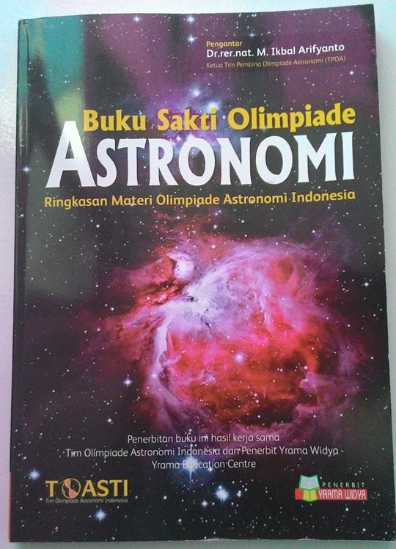 Pengantar
Dr.rer.nat. M. Ikbal Arifyanto
Ketua Tim Pembina Olimpiade Astronomi (TPOA)
Buku Sakti Olimpiade
ASTRONOMI
Ringkasan Materi Olimpiade Astronomi Indonesia
Penerbitan buku ini hasil kerja sama
Tim Olimpiade Astronomi Indonesia dan Penerbit Yrama Widya -
Yrama Education Centre
TOASTI
Tim Olimpiade Astronomi Indonesia
PENERBIT
YRAMA WIDYA